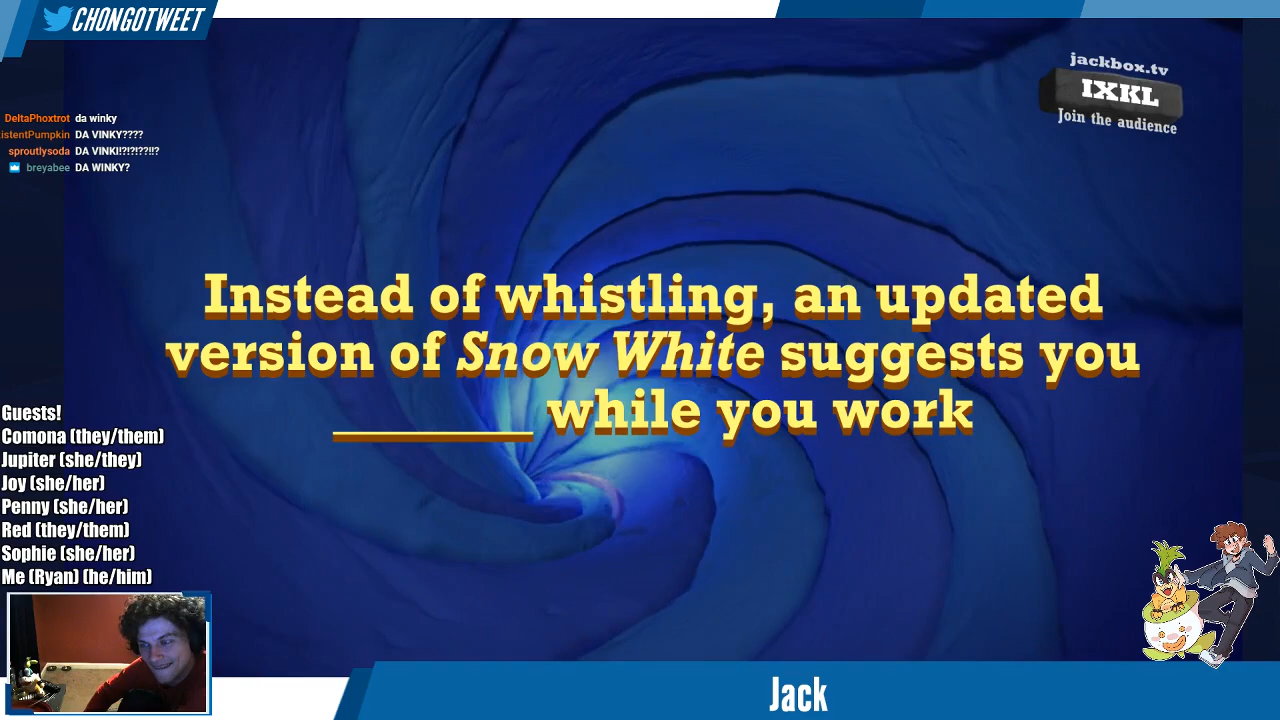 CHONGOTWEET
jackbox.tv
IXKL
Join the audience
DeltaPhoxtrot da winky
istentPumpkin DA VINKY????
sproutlysoda DA VINKI!?!?!??!!?
breyabee DA WINKY?
Instead of whistling, an updated
version of Snow White suggests you
__________ while you work
Guests!
Comona (they/them)
Jupiter (she/they)
Joy (she/her)
Penny (she/her)
Red (they/them)
Sophie (she/her)
Me (Ryan) (he/him)
Jack